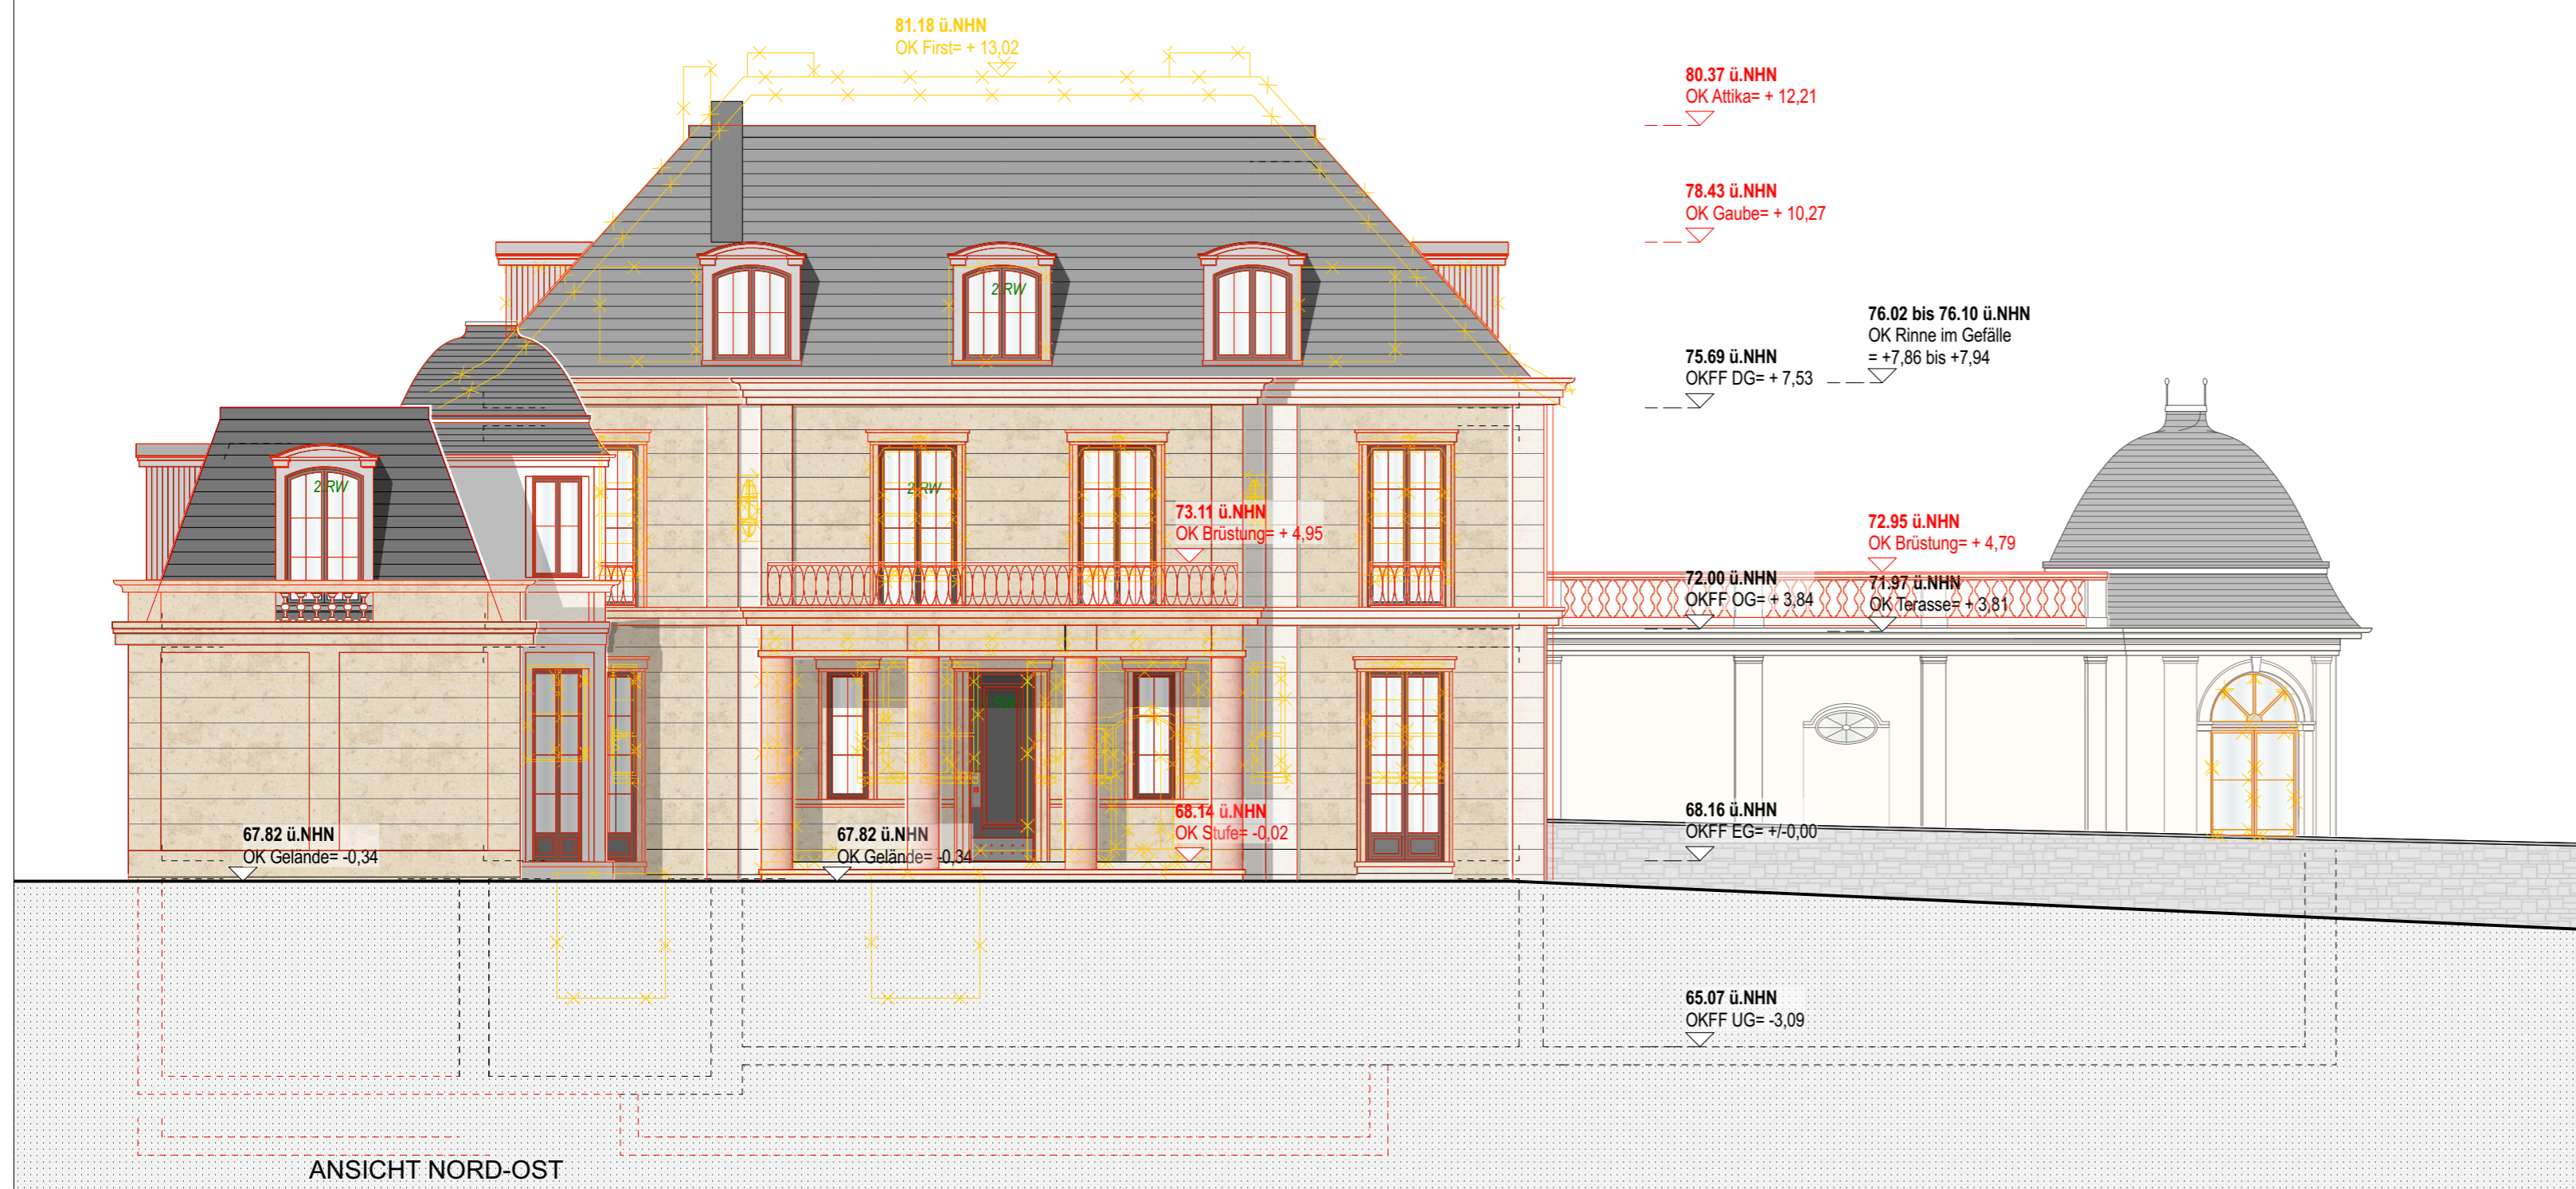 81.18 ü.NHN
OK First= + 13,02
80.37 ü.NHN
OK Attika= + 12,21
78.43 ü.NHN
OK Gaube= + 10,27
2.RW
76.02 bis 76.10 ü.NHN
OK Rinne im Gefälle
= +7,86 bis +7,94
75.69 ü.NHN
OKFF DG= + 7,53
2.RW
2.RW
73.11 ü.NHN
OK Brüstung= + 4,95
72.95 ü.NHN
OK Brüstung= + 4,79
72.00 ü.NHN
OKFF OG= + 3,84
71.97 ü.NHN
OK Terasse= + 3,81
68.14 ü.NHN
OK Stufe= -0,02
68.16 ü.NHN
OKFF EG= +/-0,00
67.82 ü.NHN
OK Gelände= -0,34
67.82 ü.NHN
OK Gelände= -0,34
65.07 ü.NHN
OKFF UG= -3,09
ANSICHT NORD-OST